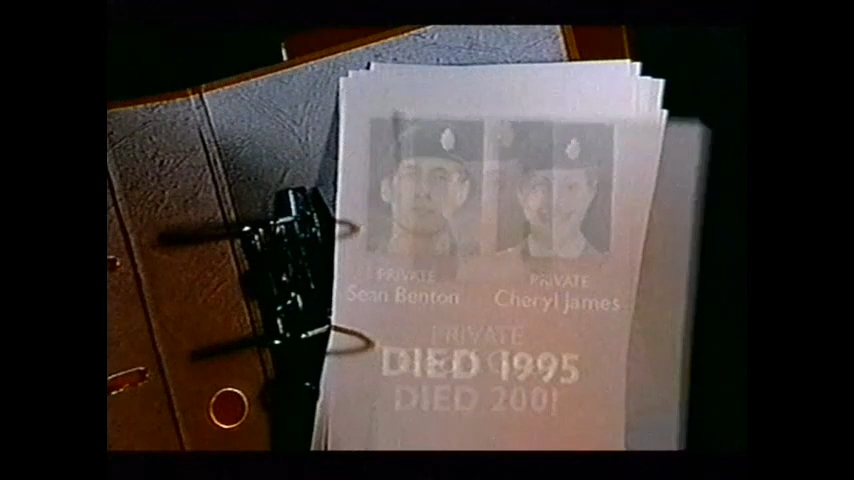 PRIVATE PRIVATE
Sean Benton Cheryl James
PRIVATE
DIED 1995
DIED 2001